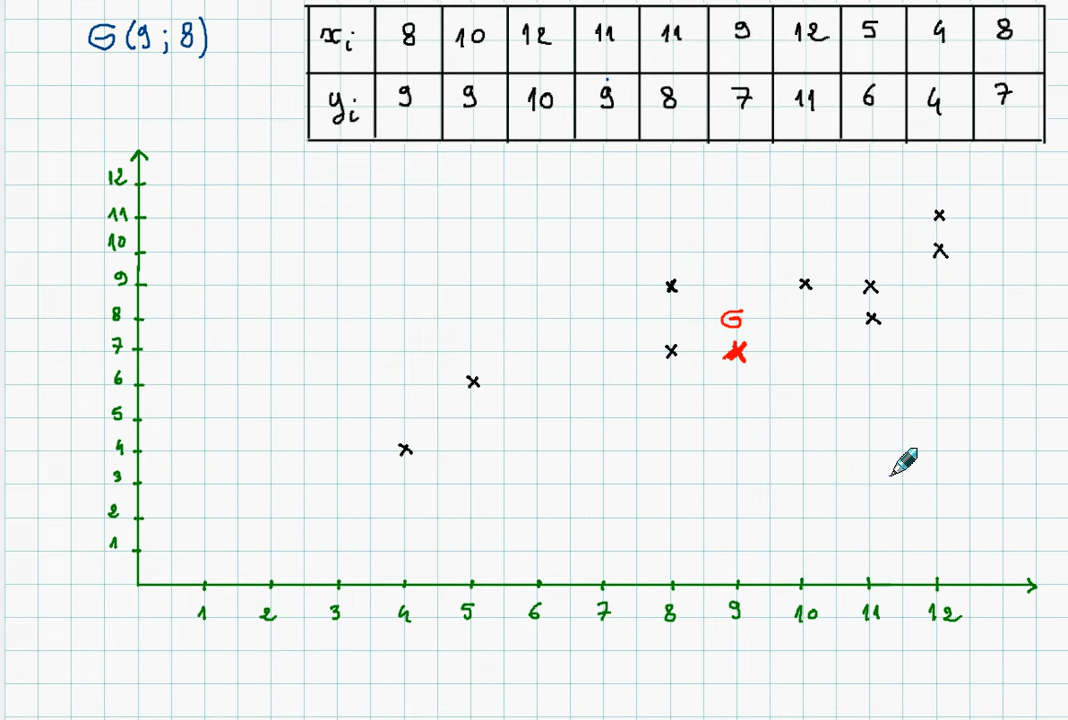 G(9;8)
xi 8 10 12 11 11 9 12 5 4 8
yi 9 9 10 9 8 7 11 6 4 7
12
11
10
9
8
G
7
6
5
4
3
2
1
1 2 3 4 5 6 7 8 9 10 11 12